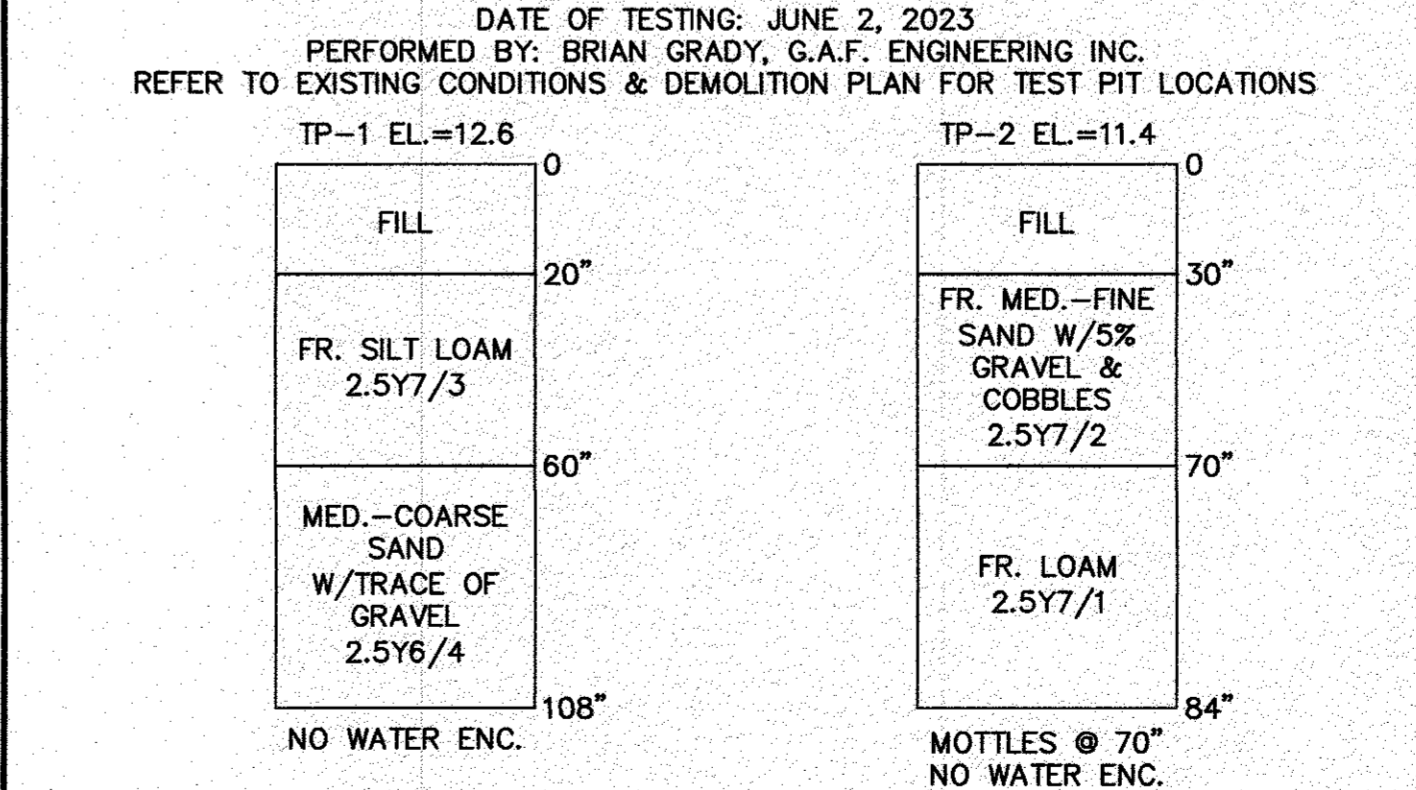 DATE OF TESTING: JUNE 2, 2023
PERFORMED BY: BRIAN GRADY, G.A.F. ENGINEERING INC.
REFER TO EXISTING CONDITIONS & DEMOLITION PLAN FOR TEST PIT LOCATIONS
TP-1 EL.=12.6
0
FILL
20"
FR. SILT LOAM
2.5Y7/3
60"
MED.-COARSE
SAND
W/TRACE OF
GRAVEL
2.5Y6/4
108"
NO WATER ENC.
TP-2 EL.=11.4
0
FILL
30"
FR. MED.-FINE
SAND W/5%
GRAVEL &
COBBLES
2.5Y7/2
70"
FR. LOAM
2.5Y7/1
84"
MOTTLES @ 70"
NO WATER ENC.